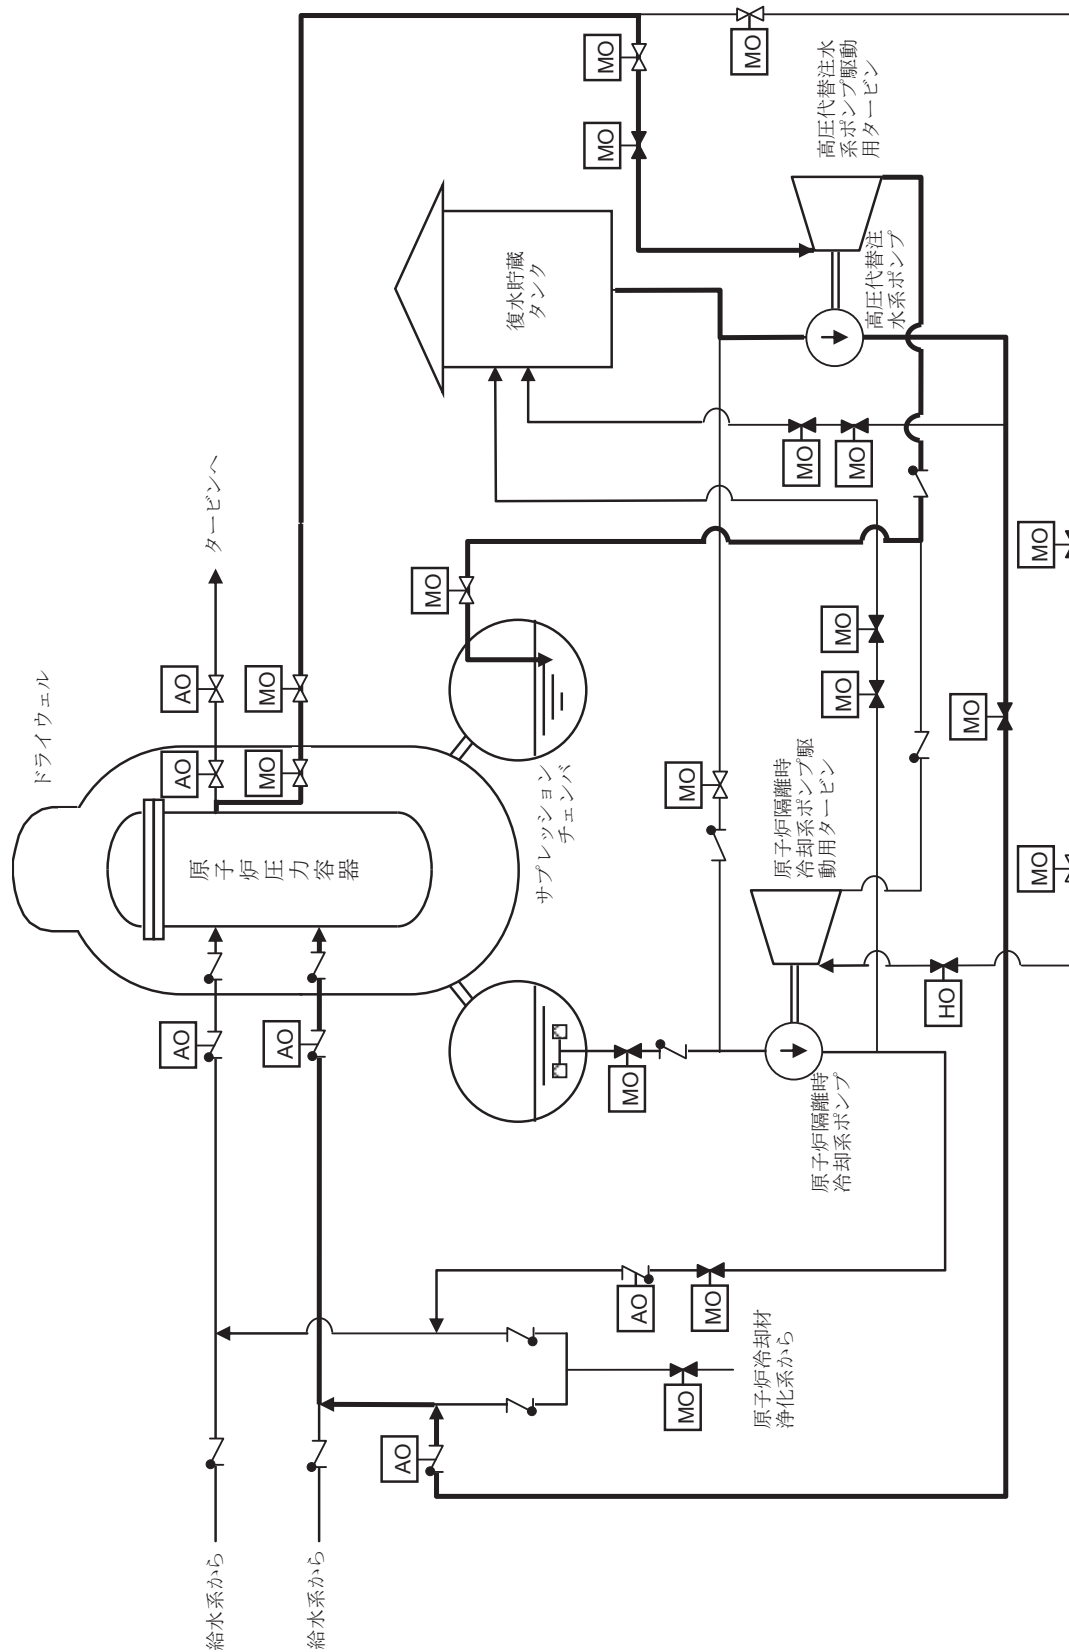 ドライウェル
タービンへ
AO
AO
MO
MO
原子炉圧力容器
給水系から
給水系から
AO
AO
AO
サプレッション
チェンバ
MO
復水貯蔵
タンク
MO
MO
MO
高圧代替注水
系ポンプ駆動
用タービン
高圧代替注
水系ポンプ
MO
MO
MO
MO
MO
MO
MO
MO
MO
原子炉隔離時
冷却系ポンプ駆
動用タービン
HO
MO
原子炉隔離時
冷却系ポンプ
AO
MO
MO
原子炉冷却材
浄化系から